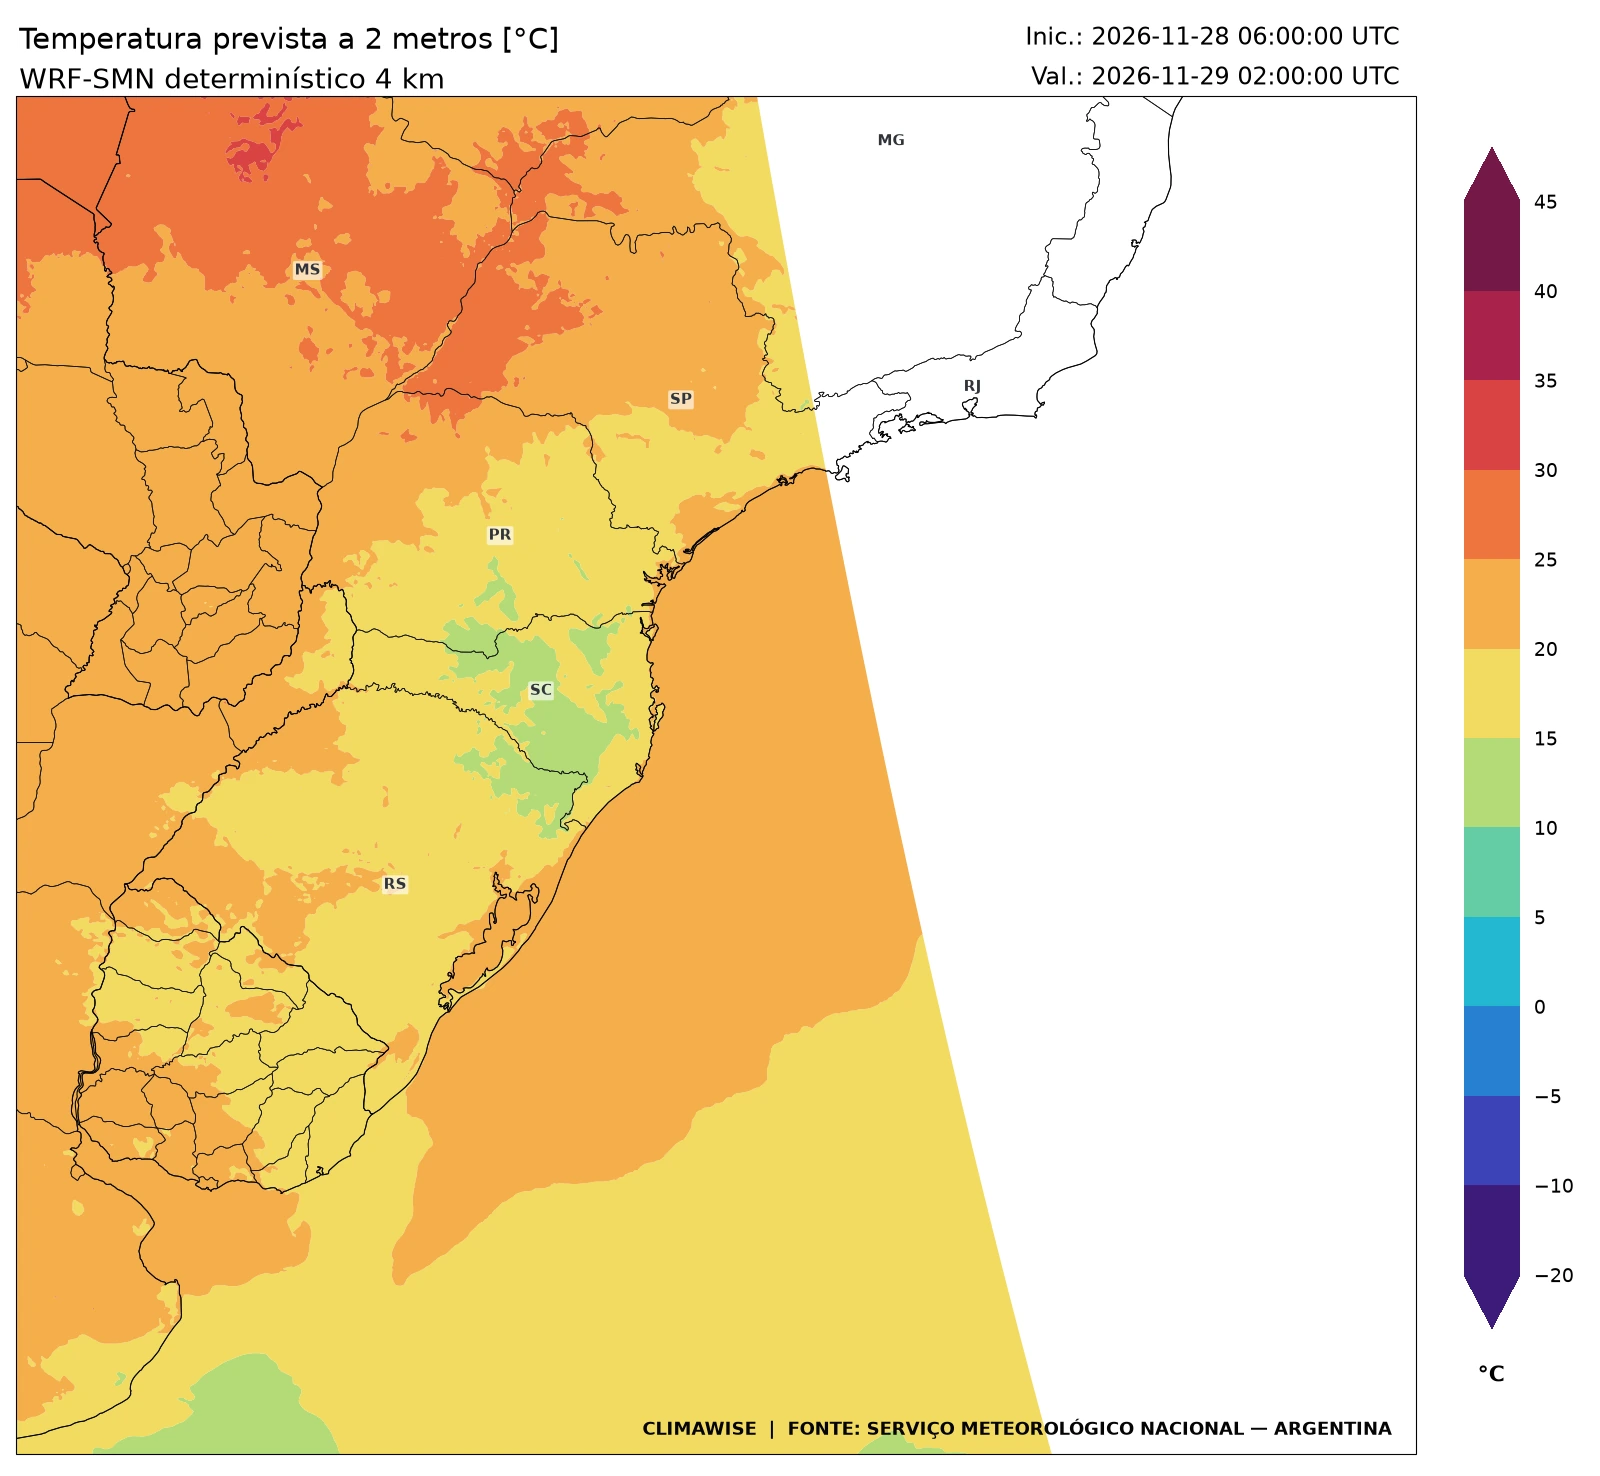 Temperatura prevista a 2 metros [°C]
WRF-SMN determinístico 4 km
Inic.: 2026-11-28 06:00:00 UTC
Val.: 2026-11-29 02:00:00 UTC
MG
MS
RJ
SP
PR
SC
RS
45
40
35
30
25
20
15
10
5
0
−5
−10
−20
°C
CLIMAWISE | FONTE: SERVIÇO METEOROLÓGICO NACIONAL — ARGENTINA